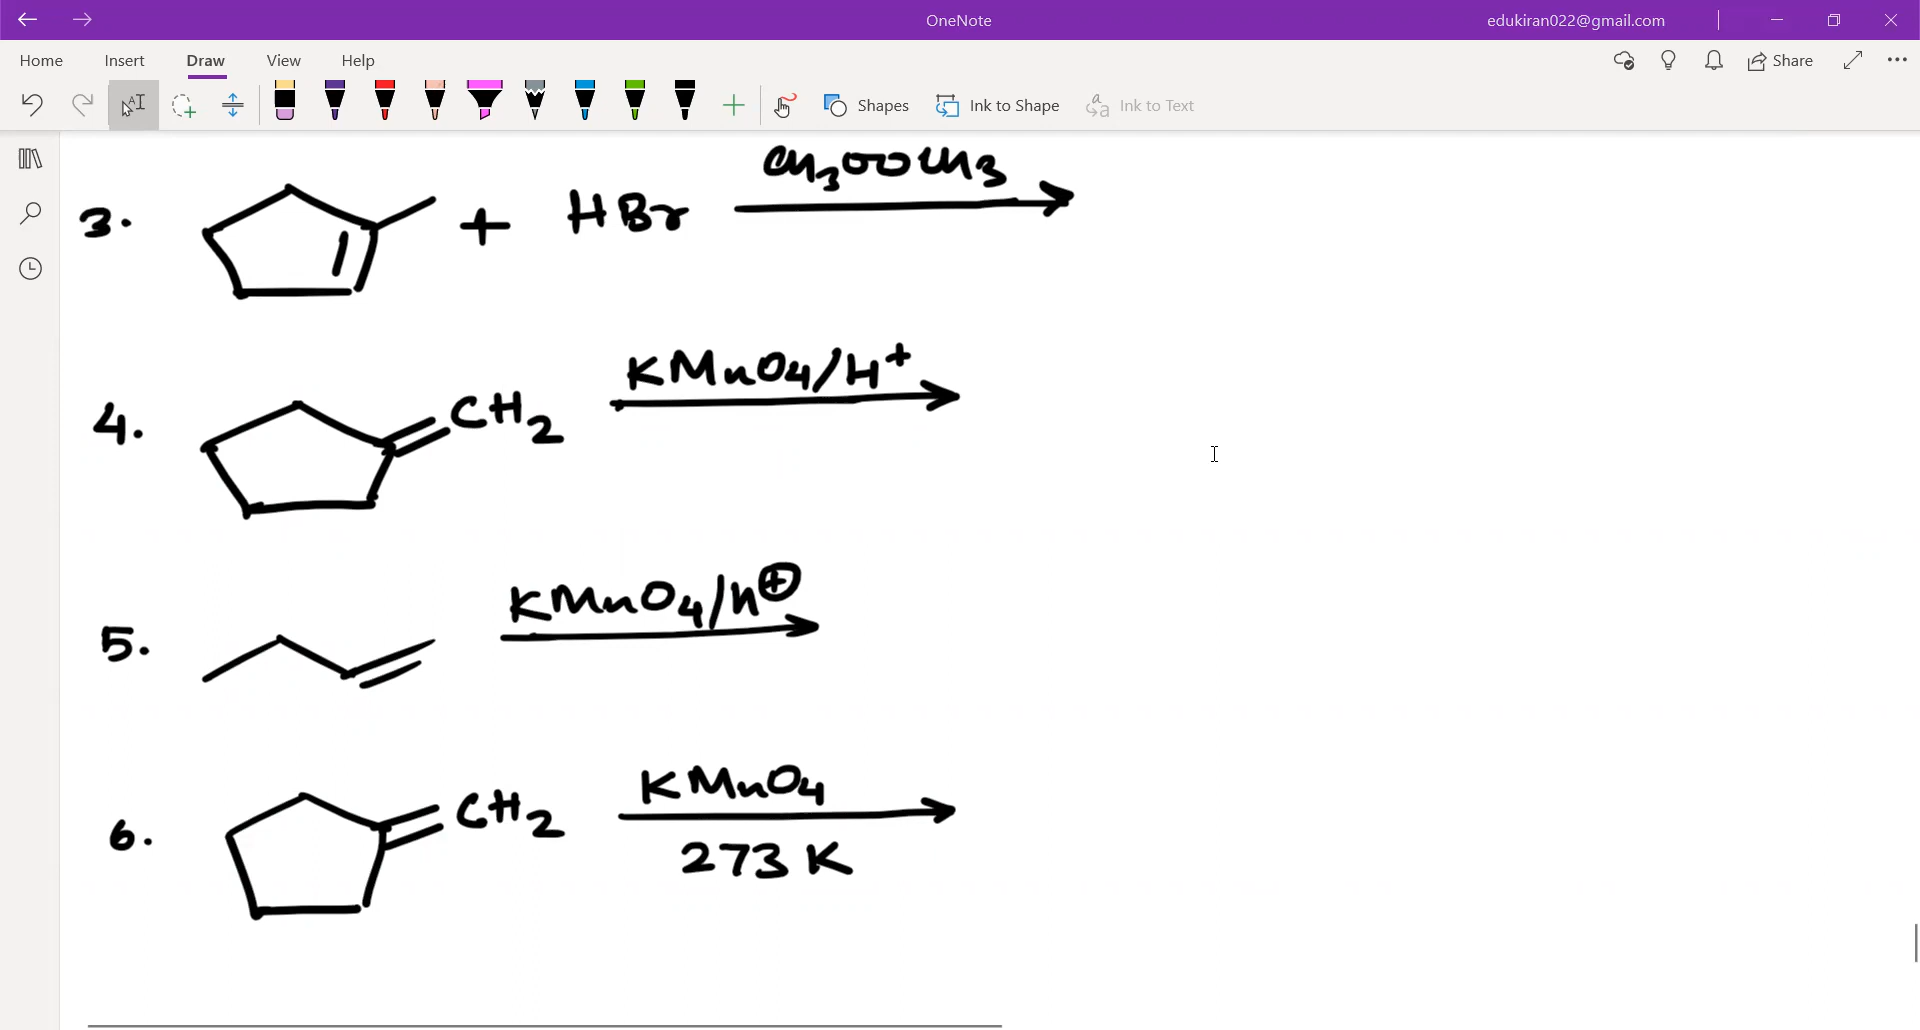 OneNote
edukiran022@gmail.com
Home Insert Draw View Help
Share
Shapes
Ink to Shape
Ink to Text
CH3OOCH3
3. + HBr
KMnO4/H+
4. CH2
KMnO4/H⊕
5.
KMnO4
6. CH2
273 K